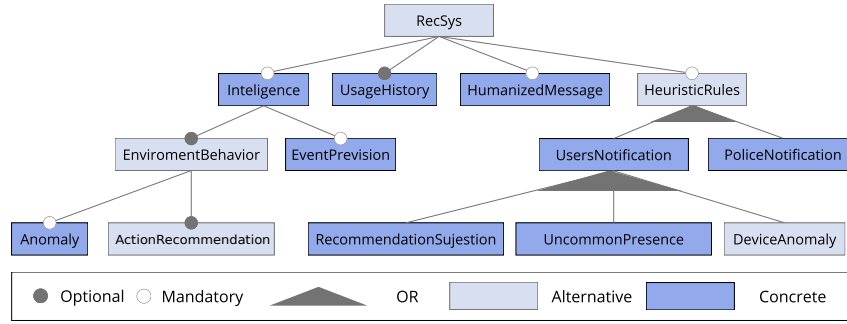 RecSys
Inteligence UsageHistory HumanizedMessage HeuristicRules
EnviromentBehavior EventPrevision UsersNotification PoliceNotification
Anomaly ActionRecommendation RecommendationSujestion UncommonPresence DeviceAnomaly
Optional Mandatory OR Alternative Concrete